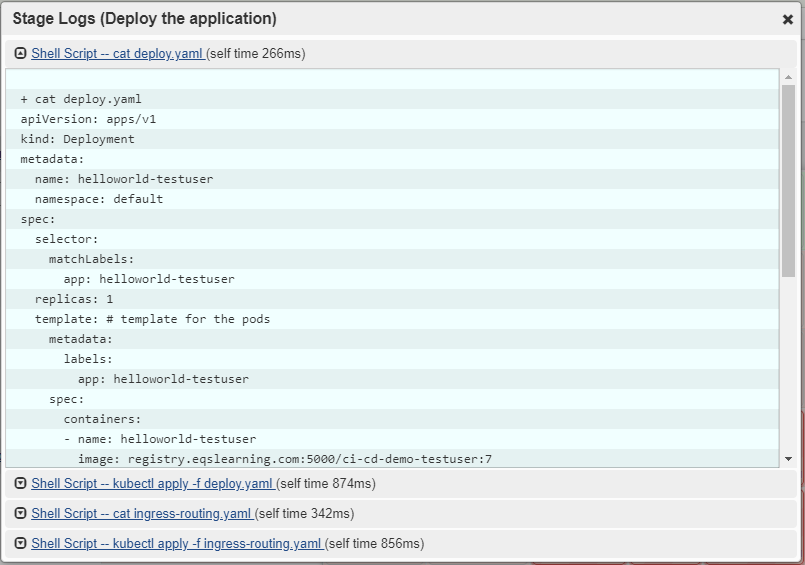 Stage Logs (Deploy the application)
Shell Script -- cat deploy.yaml (self time 266ms)
+ cat deploy.yaml
apiVersion: apps/v1
kind: Deployment
metadata:
  name: helloworld-testuser
  namespace: default
spec:
  selector:
    matchLabels:
      app: helloworld-testuser
  replicas: 1
  template: # template for the pods
    metadata:
      labels:
        app: helloworld-testuser
    spec:
      containers:
      - name: helloworld-testuser
        image: registry.eqslearning.com:5000/ci-cd-demo-testuser:7
Shell Script -- kubectl apply -f deploy.yaml (self time 874ms)
Shell Script -- cat ingress-routing.yaml (self time 342ms)
Shell Script -- kubectl apply -f ingress-routing.yaml (self time 856ms)